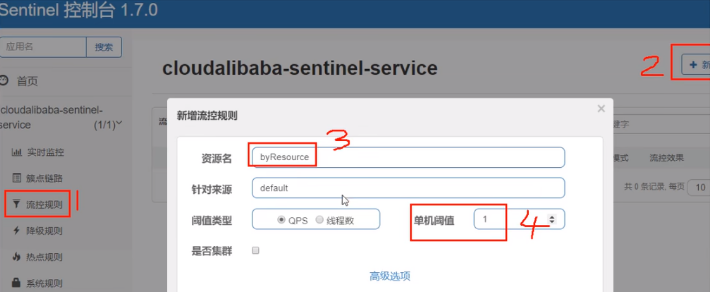 Sentinel 控制台 1.7.0
应用名 搜索
首页
cloudalibaba-sentinel-service (1/1)
实时监控
簇点链路
流控规则 1
降级规则
热点规则
系统规则
cloudalibaba-sentinel-service
2 + 新
流
键字
模式 流控效果
共 0 条记录, 每页 10
新增流控规则 ×
3
资源名 byResource
针对来源 default
阈值类型 QPS 线程数 单机阈值 1 4
是否集群
高级选项